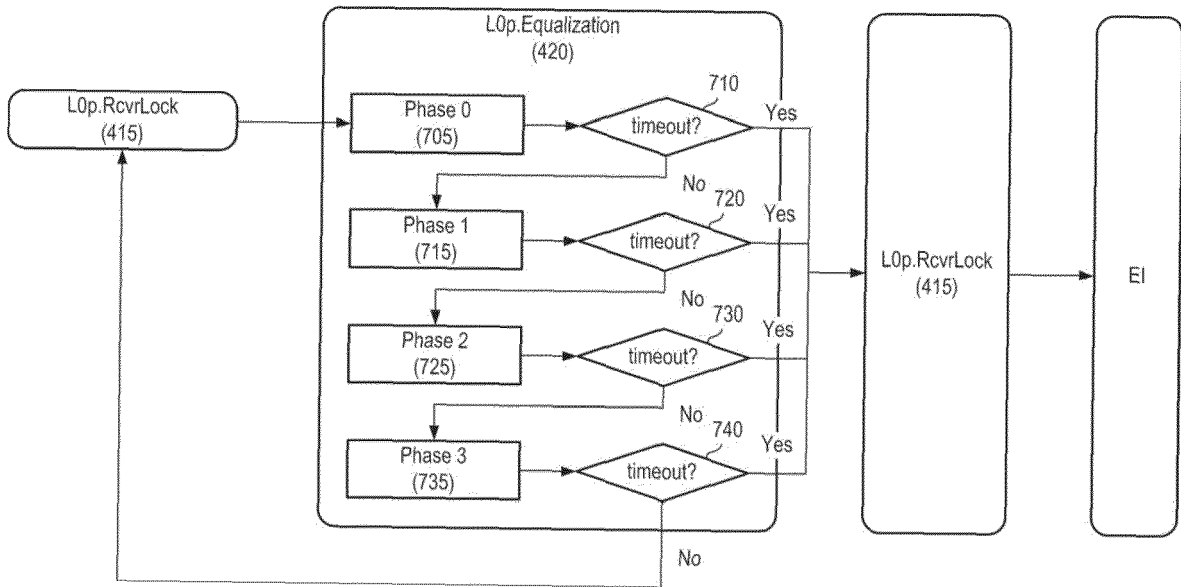 L0p.Equalization
(420)
L0p.RcvrLock
(415)
Phase 0
(705)
timeout?
710
Yes
No
Phase 1
(715)
timeout?
720
Yes
No
Phase 2
(725)
timeout?
730
Yes
No
Phase 3
(735)
timeout?
740
Yes
No
L0p.RcvrLock
(415)
EI